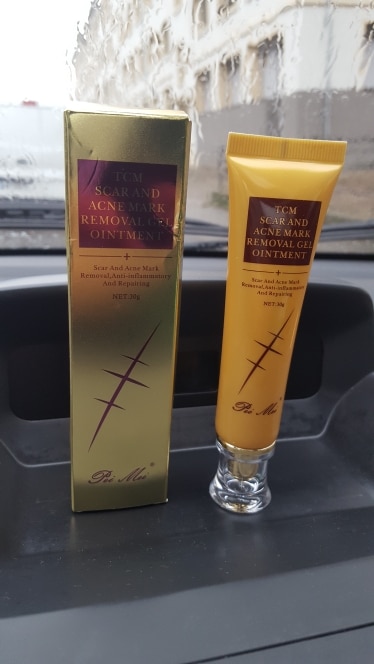 TCM
SCAR AND
ACNE MARK
REMOVAL GEL
OINTMENT
Scar And Acne Mark
Removal,Anti-inflammatory
And Repairing
NET:30g
Pei Mei®
TCM
SCAR AND
ACNE MARK
REMOVAL GEL
OINTMENT
Scar And Acne Mark
Removal,Anti-inflammatory
And Repairing
NET:30g
Pei Mei